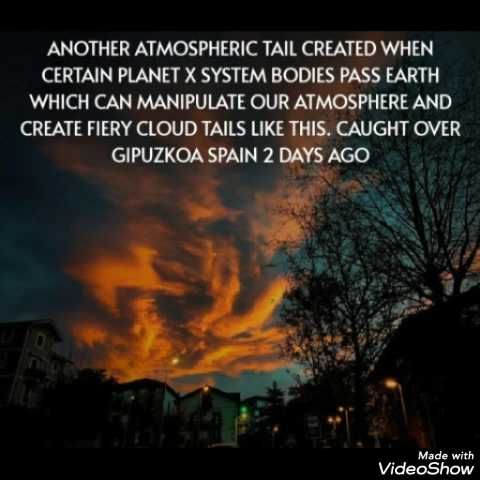 ANOTHER ATMOSPHERIC TAIL CREATED WHEN
CERTAIN PLANET X SYSTEM BODIES PASS EARTH
WHICH CAN MANIPULATE OUR ATMOSPHERE AND
CREATE FIERY CLOUD TAILS LIKE THIS. CAUGHT OVER
GIPUZKOA SPAIN 2 DAYS AGO
Made with
VideoShow